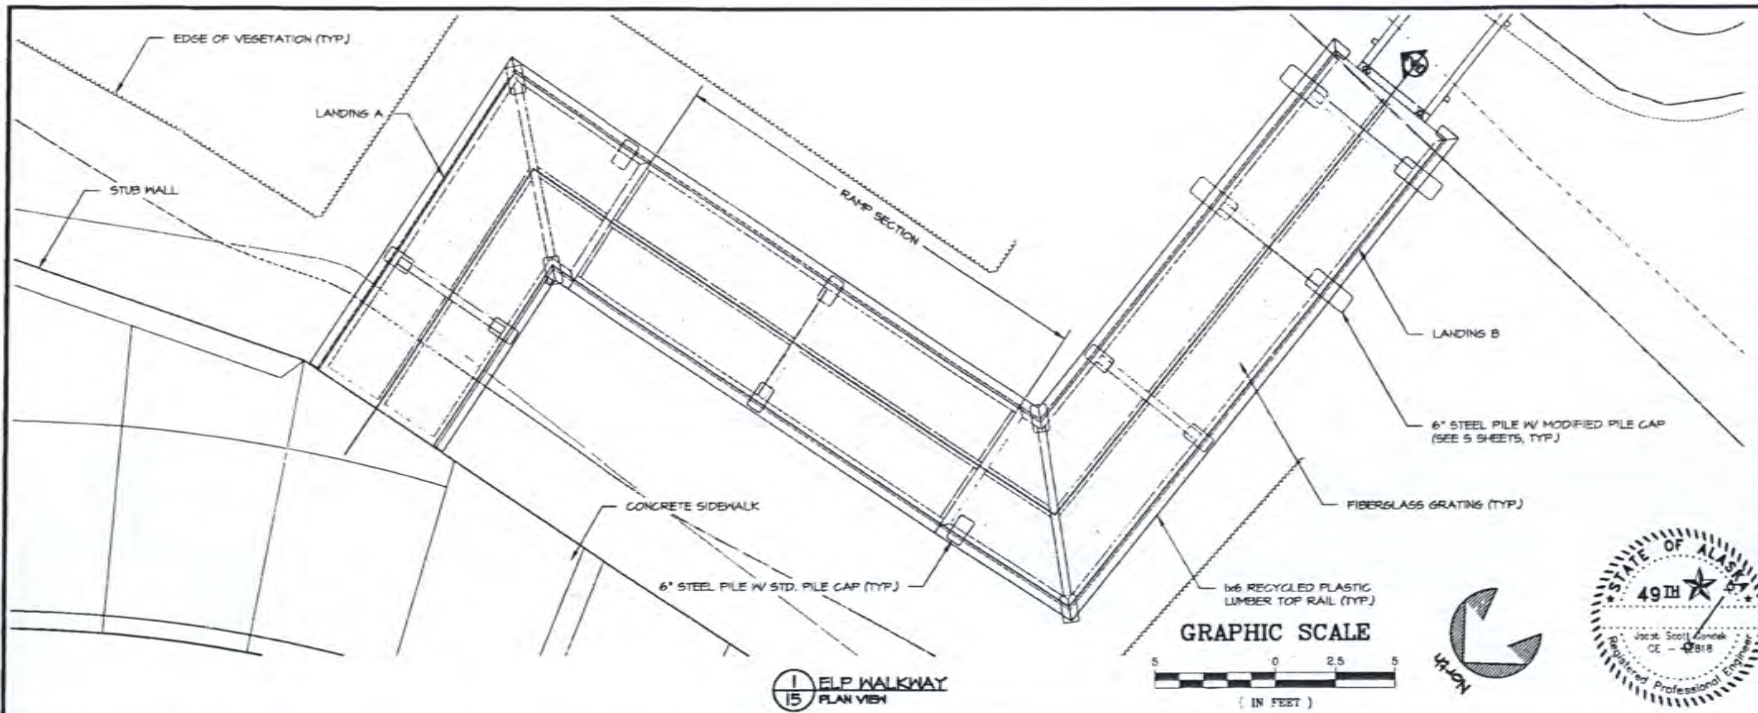 EDGE OF VEGETATION (TYP.)
LANDING A
STUB WALL
RAMP SECTION
LANDING B
6" STEEL PILE W/ MODIFIED PILE CAP
(SEE S SHEETS, TYP.)
FIBERGLASS GRATING (TYP.)
CONCRETE SIDEWALK
6" STEEL PILE W/ STD. PILE CAP (TYP.)
1x6 RECYCLED PLASTIC
LUMBER TOP RAIL (TYP.)
GRAPHIC SCALE
5 0 2.5 5
( IN FEET )
North
1
15
ELP WALKWAY
PLAN VIEW
STATE OF ALASKA
49TH
Scott
CE -
Registered Professional Engineer